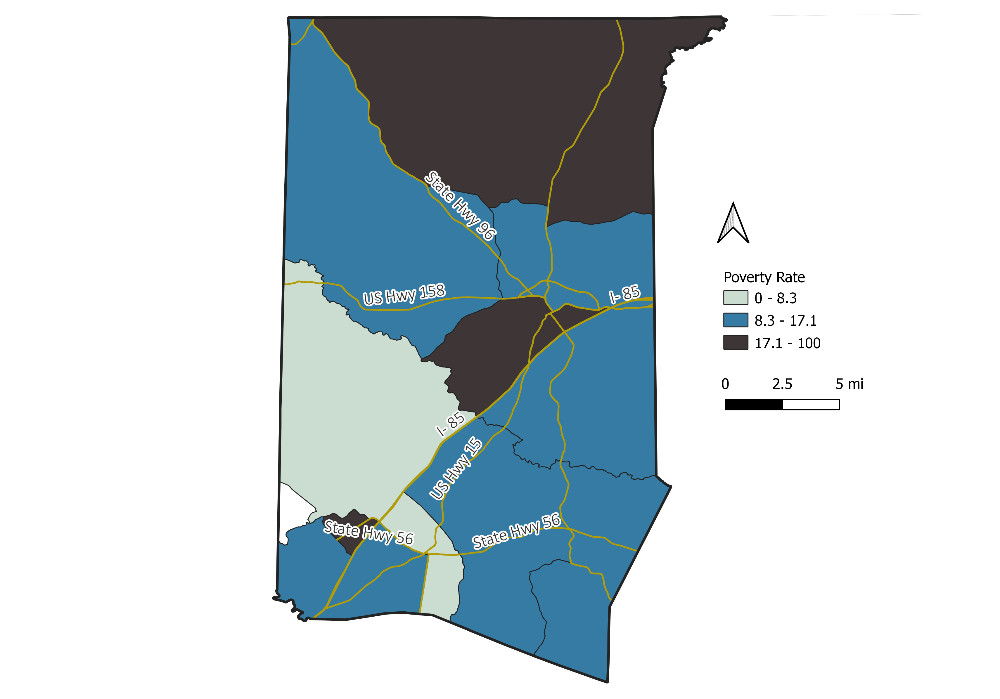 State Hwy 96
US Hwy 158
I- 85
I- 85
US Hwy 15
State Hwy 56
State Hwy 56
Poverty Rate
0 - 8.3
8.3 - 17.1
17.1 - 100
0 2.5 5 mi